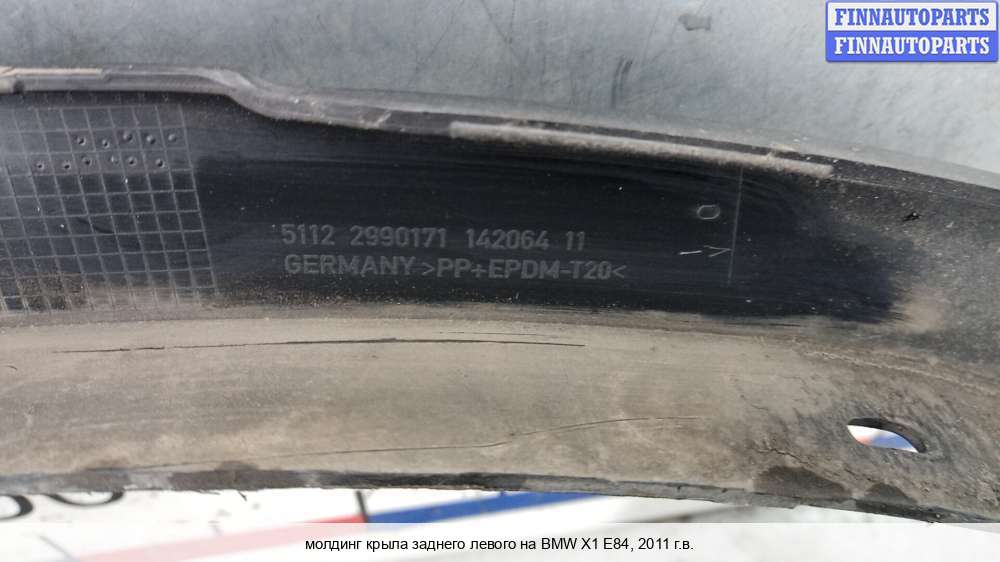 FINNAUTOPARTS
FINNAUTOPARTS
5112 2990171 142064 11
GERMANY >PP+EPDM-T20<
молдинг крыла заднего левого на BMW X1 E84, 2011 г.в.